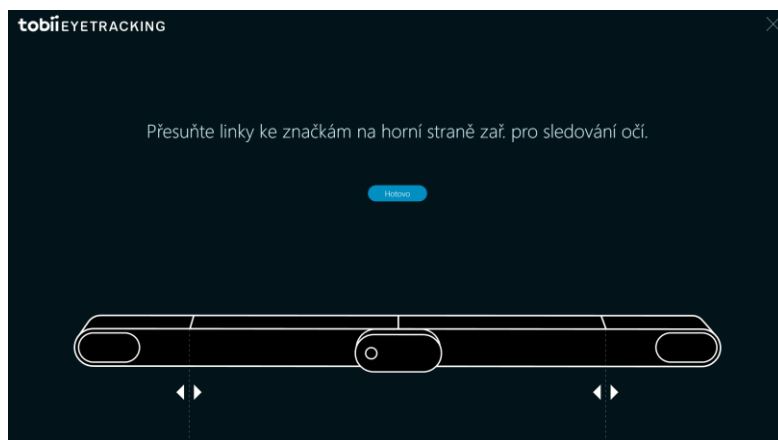 tobii EYETRACKING
Přesuňte linky ke značkám na horní straně zař. pro sledování očí.
Hotovo